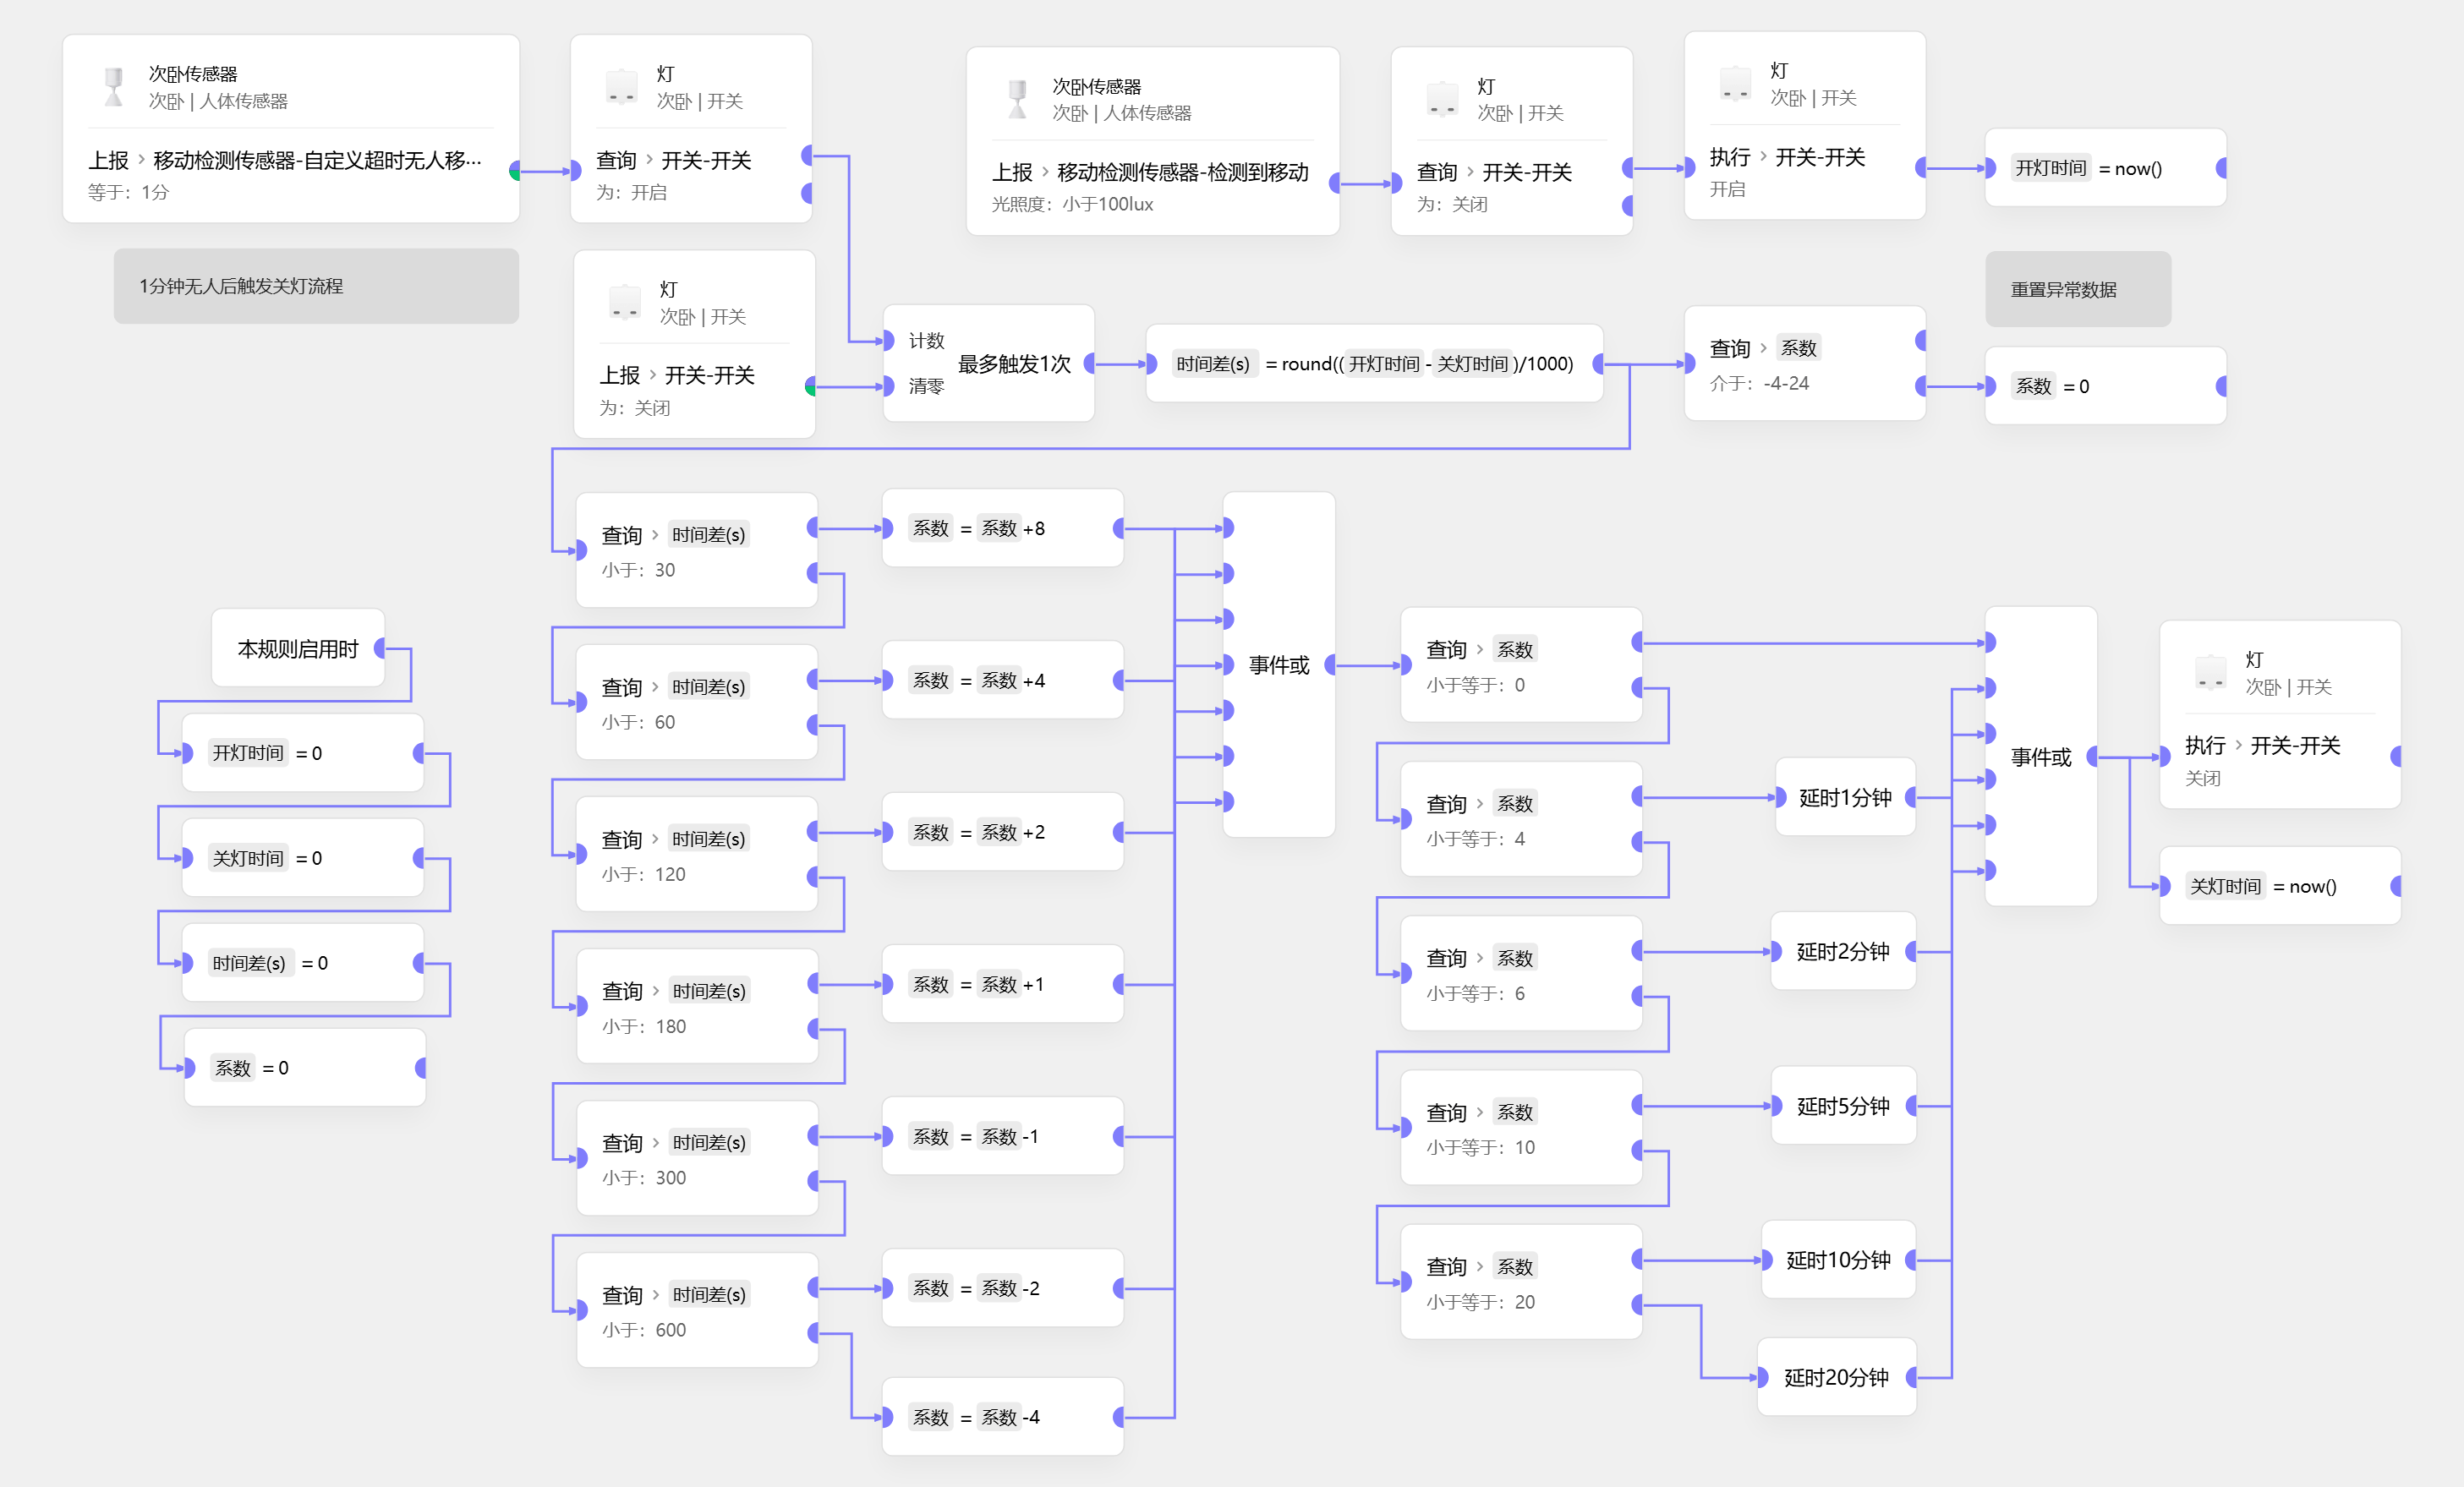 次卧传感器
次卧 | 人体传感器
上报 › 移动检测传感器-自定义超时无人移...
等于：1分
灯
次卧 | 开关
查询 › 开关-开关
为：开启
次卧传感器
次卧 | 人体传感器
上报 › 移动检测传感器-检测到移动
光照度：小于100lux
灯
次卧 | 开关
查询 › 开关-开关
为：关闭
灯
次卧 | 开关
执行 › 开关-开关
开启
开灯时间 = now()
1分钟无人后触发关灯流程
灯
次卧 | 开关
上报 › 开关-开关
为：关闭
计数
清零
最多触发1次
时间差(s) = round((开灯时间-关灯时间)/1000)
查询 › 系数
介于：-4-24
重置异常数据
系数 = 0
本规则启用时
开灯时间 = 0
关灯时间 = 0
时间差(s) = 0
系数 = 0
查询 › 时间差(s)
小于：30
系数 = 系数+8
查询 › 时间差(s)
小于：60
系数 = 系数+4
查询 › 时间差(s)
小于：120
系数 = 系数+2
查询 › 时间差(s)
小于：180
系数 = 系数+1
查询 › 时间差(s)
小于：300
系数 = 系数-1
查询 › 时间差(s)
小于：600
系数 = 系数-2
系数 = 系数-4
事件或
查询 › 系数
小于等于：0
查询 › 系数
小于等于：4
延时1分钟
查询 › 系数
小于等于：6
延时2分钟
查询 › 系数
小于等于：10
延时5分钟
查询 › 系数
小于等于：20
延时10分钟
延时20分钟
事件或
灯
次卧 | 开关
执行 › 开关-开关
关闭
关灯时间 = now()